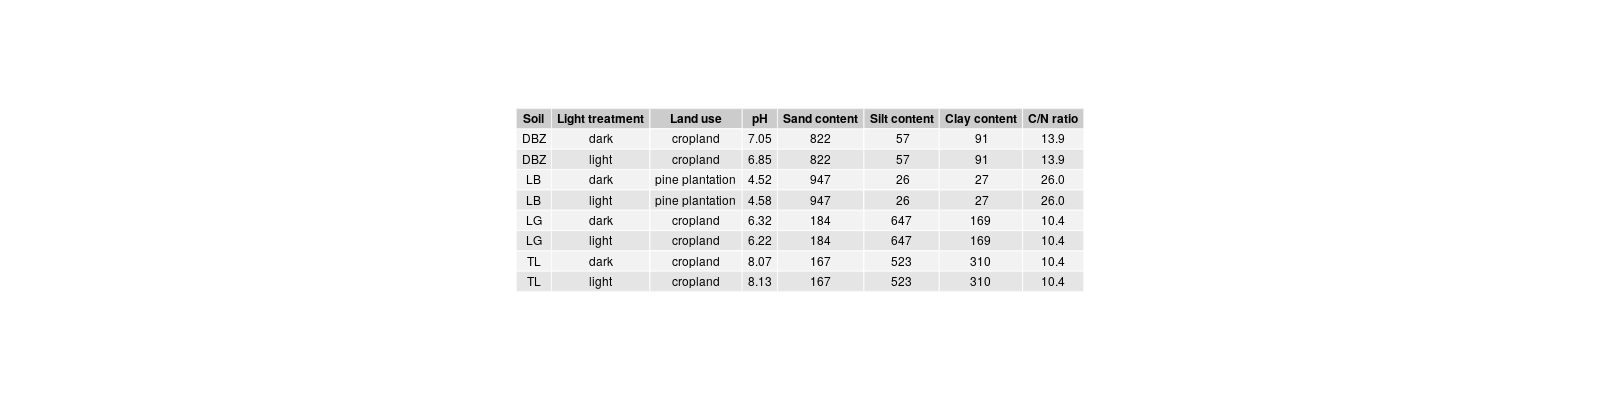 Soil Light treatment Land use pH Sand content Silt content Clay content C/N ratio
DBZ dark cropland 7.05 822 57 91 13.9
DBZ light cropland 6.85 822 57 91 13.9
LB dark pine plantation 4.52 947 26 27 26.0
LB light pine plantation 4.58 947 26 27 26.0
LG dark cropland 6.32 184 647 169 10.4
LG light cropland 6.22 184 647 169 10.4
TL dark cropland 8.07 167 523 310 10.4
TL light cropland 8.13 167 523 310 10.4